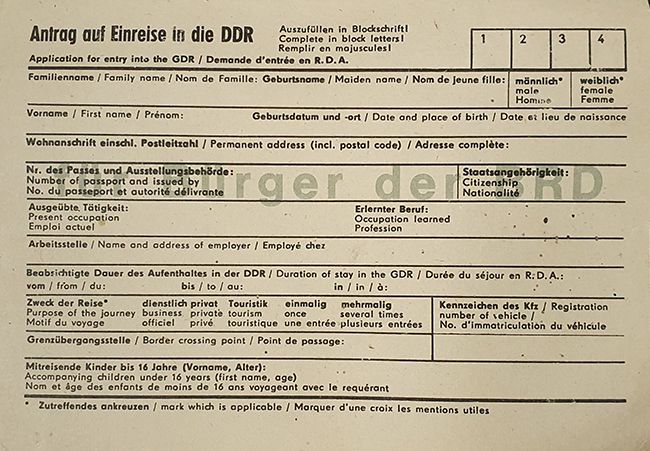 Antrag auf Einreise in die DDR
Auszufüllen in Blockschrift!
Complete in block letters!
Remplir en majuscules!
1 2 3 4
Application for entry into the GDR / Demande d'entrée en R.D.A.
Familienname / Family name / Nom de Famille: Geburtsname / Maiden name / Nom de jeune fille:
männlich*
male
Homme
weiblich*
female
Femme
Vorname / First name / Prénom: Geburtsdatum und -ort / Date and place of birth / Date et lieu de naissance
Wohnanschrift einschl. Postleitzahl / Permanent address (incl. postal code) / Adresse complète:
für Bürger der BRD
Nr. des Passes und Ausstellungsbehörde:
Number of passport and issued by
No. du passeport et autorité délivrante
Staatsangehörigkeit:
Citizenship
Nationalité
Ausgeübte Tätigkeit:
Present occupation
Emploi actuel
Erlernter Beruf:
Occupation learned
Profession
Arbeitsstelle / Name and address of employer / Employé chez
Beabsichtigte Dauer des Aufenthaltes in der DDR / Duration of stay in the GDR / Durée du séjour en R.D.A.:
vom / from / du: bis / to / au: in / in / à:
Zweck der Reise* dienstlich privat Touristik einmalig mehrmalig
Purpose of the journey business private tourism once several times
Motif du voyage officiel privé touristique une entrée plusieurs entrées
Kennzeichen des Kfz / Registration
number of vehicle /
No. d'immatriculation du véhicule
Grenzübergangsstelle / Border crossing point / Point de passage:
Mitreisende Kinder bis 16 Jahre (Vorname, Alter):
Accompanying children under 16 years (first name, age)
Nom et âge des enfants de moins de 16 ans voyageant avec le requérant
* Zutreffendes ankreuzen / mark which is applicable / Marquer d'une croix les mentions utiles